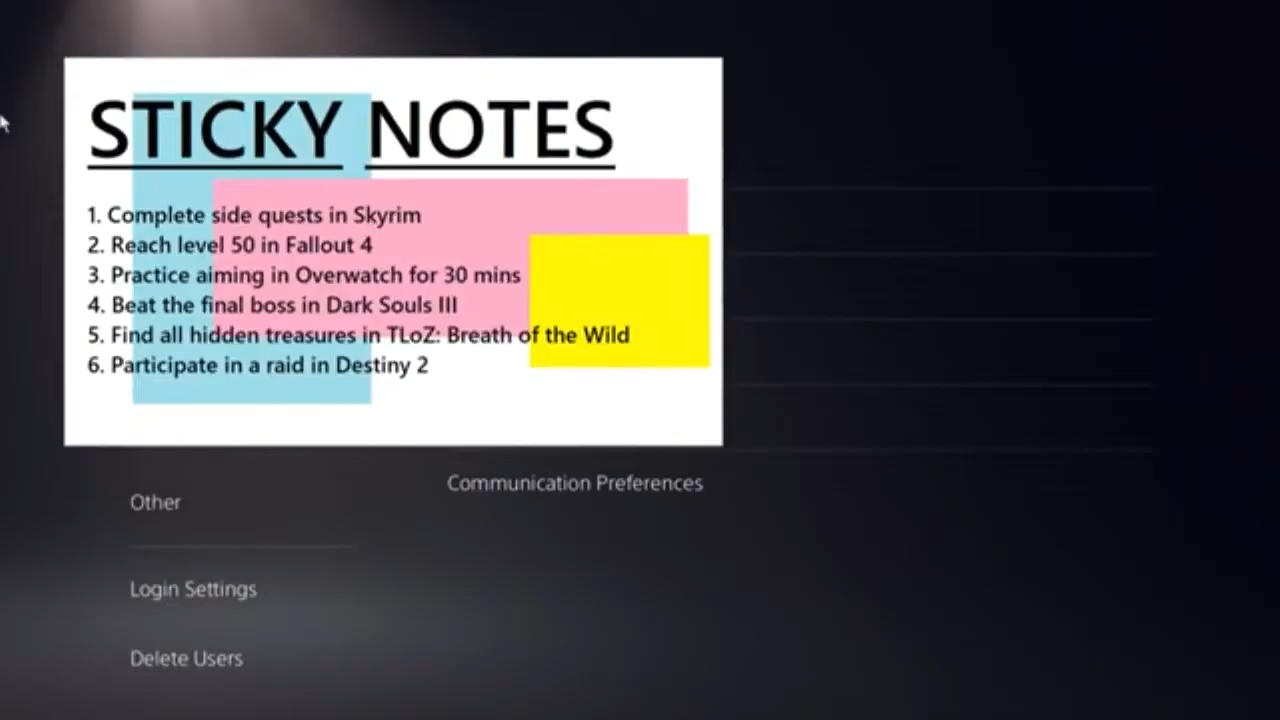 STICKY NOTES
1. Complete side quests in Skyrim
2. Reach level 50 in Fallout 4
3. Practice aiming in Overwatch for 30 mins
4. Beat the final boss in Dark Souls III
5. Find all hidden treasures in TLoZ: Breath of the Wild
6. Participate in a raid in Destiny 2
Communication Preferences
Other
Login Settings
Delete Users